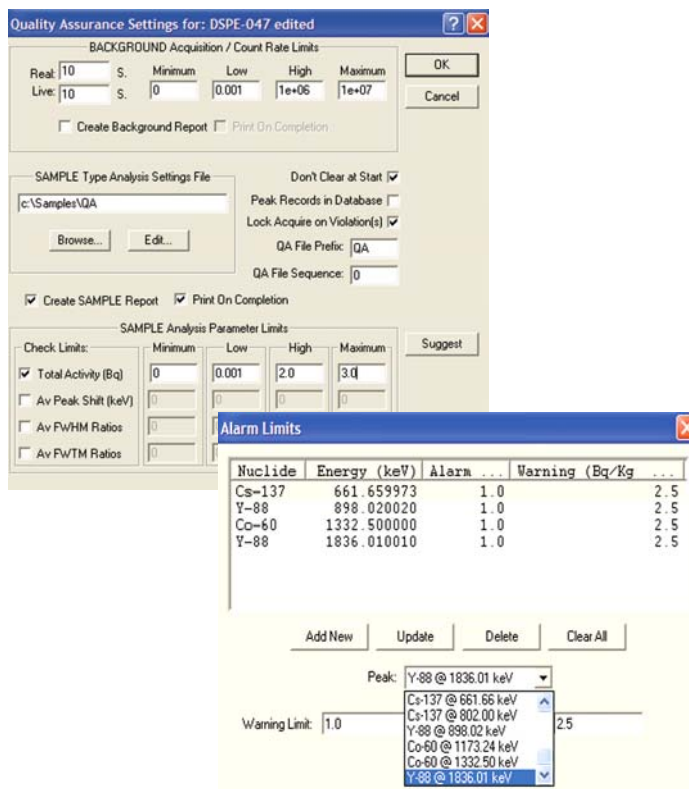 Quality Assurance Settings for: DSPE-047 edited
BACKGROUND Acquisition / Count Rate Limits
Real: 10 S. Minimum Low High Maximum
Live: 10 S. 0 0.001 1e+06 1e+07
Create Background Report Print On Completion
OK
Cancel
SAMPLE Type Analysis Settings File
c:\Samples\QA
Browse... Edit...
Don't Clear at Start
Peak Records in Database
Lock Acquire on Violation(s)
QA File Prefix: QA
QA File Sequence: 0
Create SAMPLE Report Print On Completion
SAMPLE Analysis Parameter Limits
Check Limits: Minimum Low High Maximum
Total Activity (Bq) 0 0.001 2.0 3.0
Av Peak Shift (keV) 0 0 0 0
Av FWHM Ratios 0
Av FWTM Ratios 0
Suggest
Alarm Limits
Nuclide Energy (keV) Alarm ... Warning (Bq/Kg ...
Cs-137 661.659973 1.0 2.5
Y-88 898.020020 1.0 2.5
Co-60 1332.500000 1.0 2.5
Y-88 1836.010010 1.0 2.5
Add New Update Delete Clear All
Peak: Y-88 @ 1836.01 keV
Cs-137 @ 661.66 keV
Cs-137 @ 802.00 keV
Y-88 @ 898.02 keV
Co-60 @ 1173.24 keV
Co-60 @ 1332.50 keV
Y-88 @ 1836.01 keV
Warning Limit: 1.0 2.5